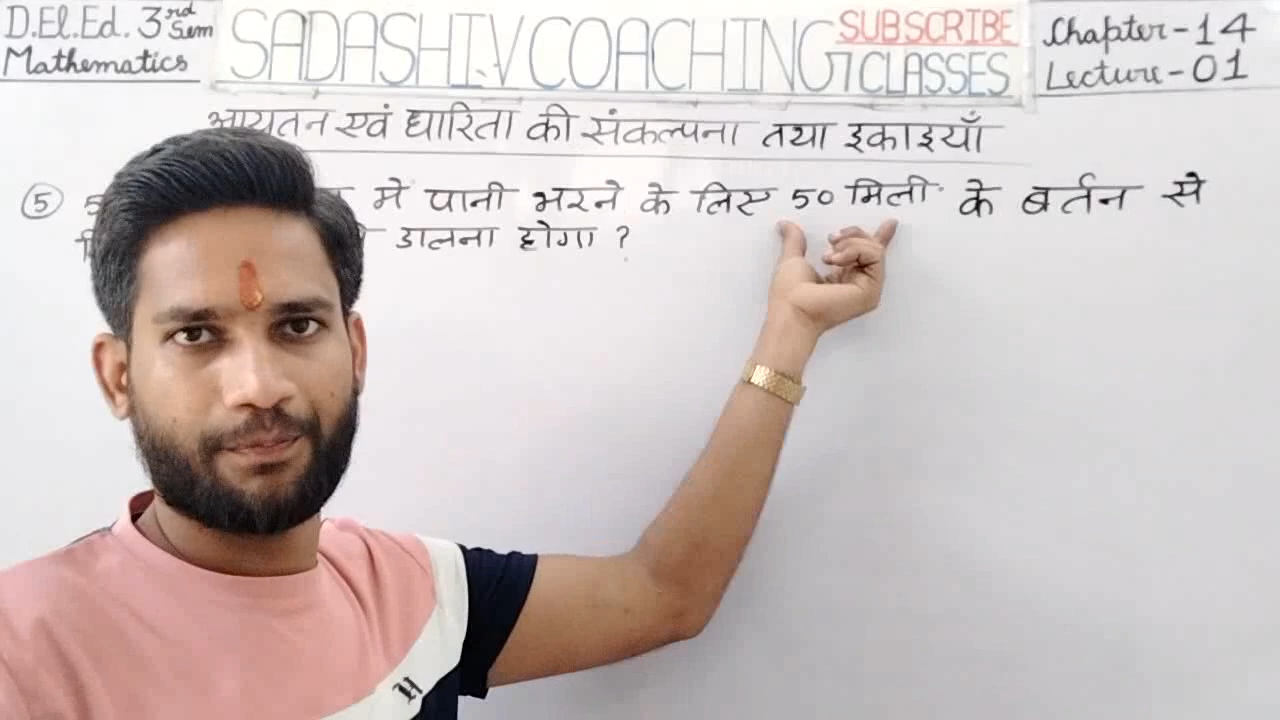 D.El.Ed. 3rd Sem
Mathematics
SADASHIV COACHING CLASSES
SUBSCRIBE
Chapter-14
Lecture-01
आयतन एवं धारिता की संकल्पना तथा इकाइयाँ
⑤ में पानी भरने के लिए 50 मिली. के बर्तन से
डालना होगा ?
H